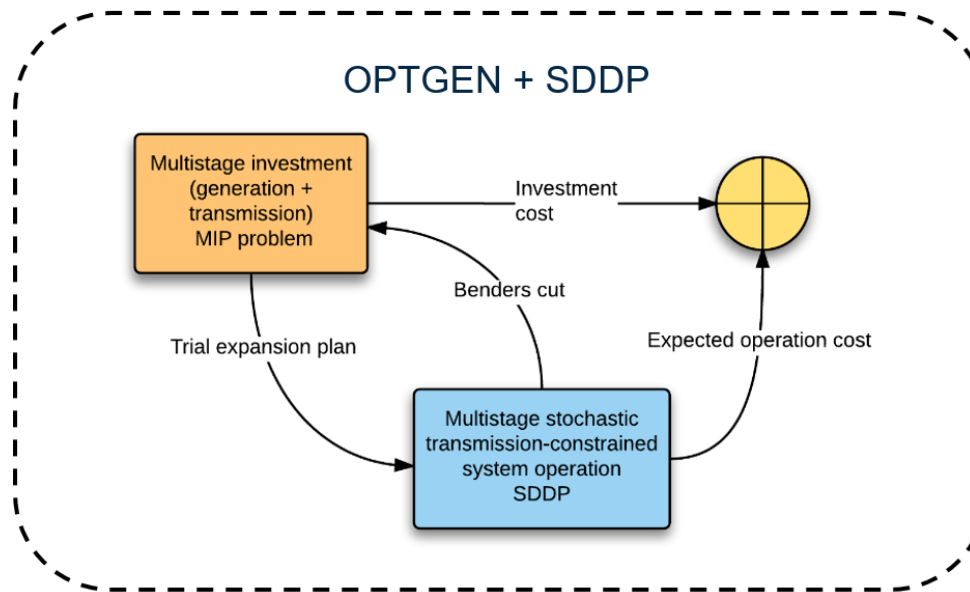 OPTGEN + SDDP
Multistage investment
(generation +
transmission)
MIP problem
Investment
cost
Benders cut
Trial expansion plan
Expected operation cost
Multistage stochastic
transmission-constrained
system operation
SDDP